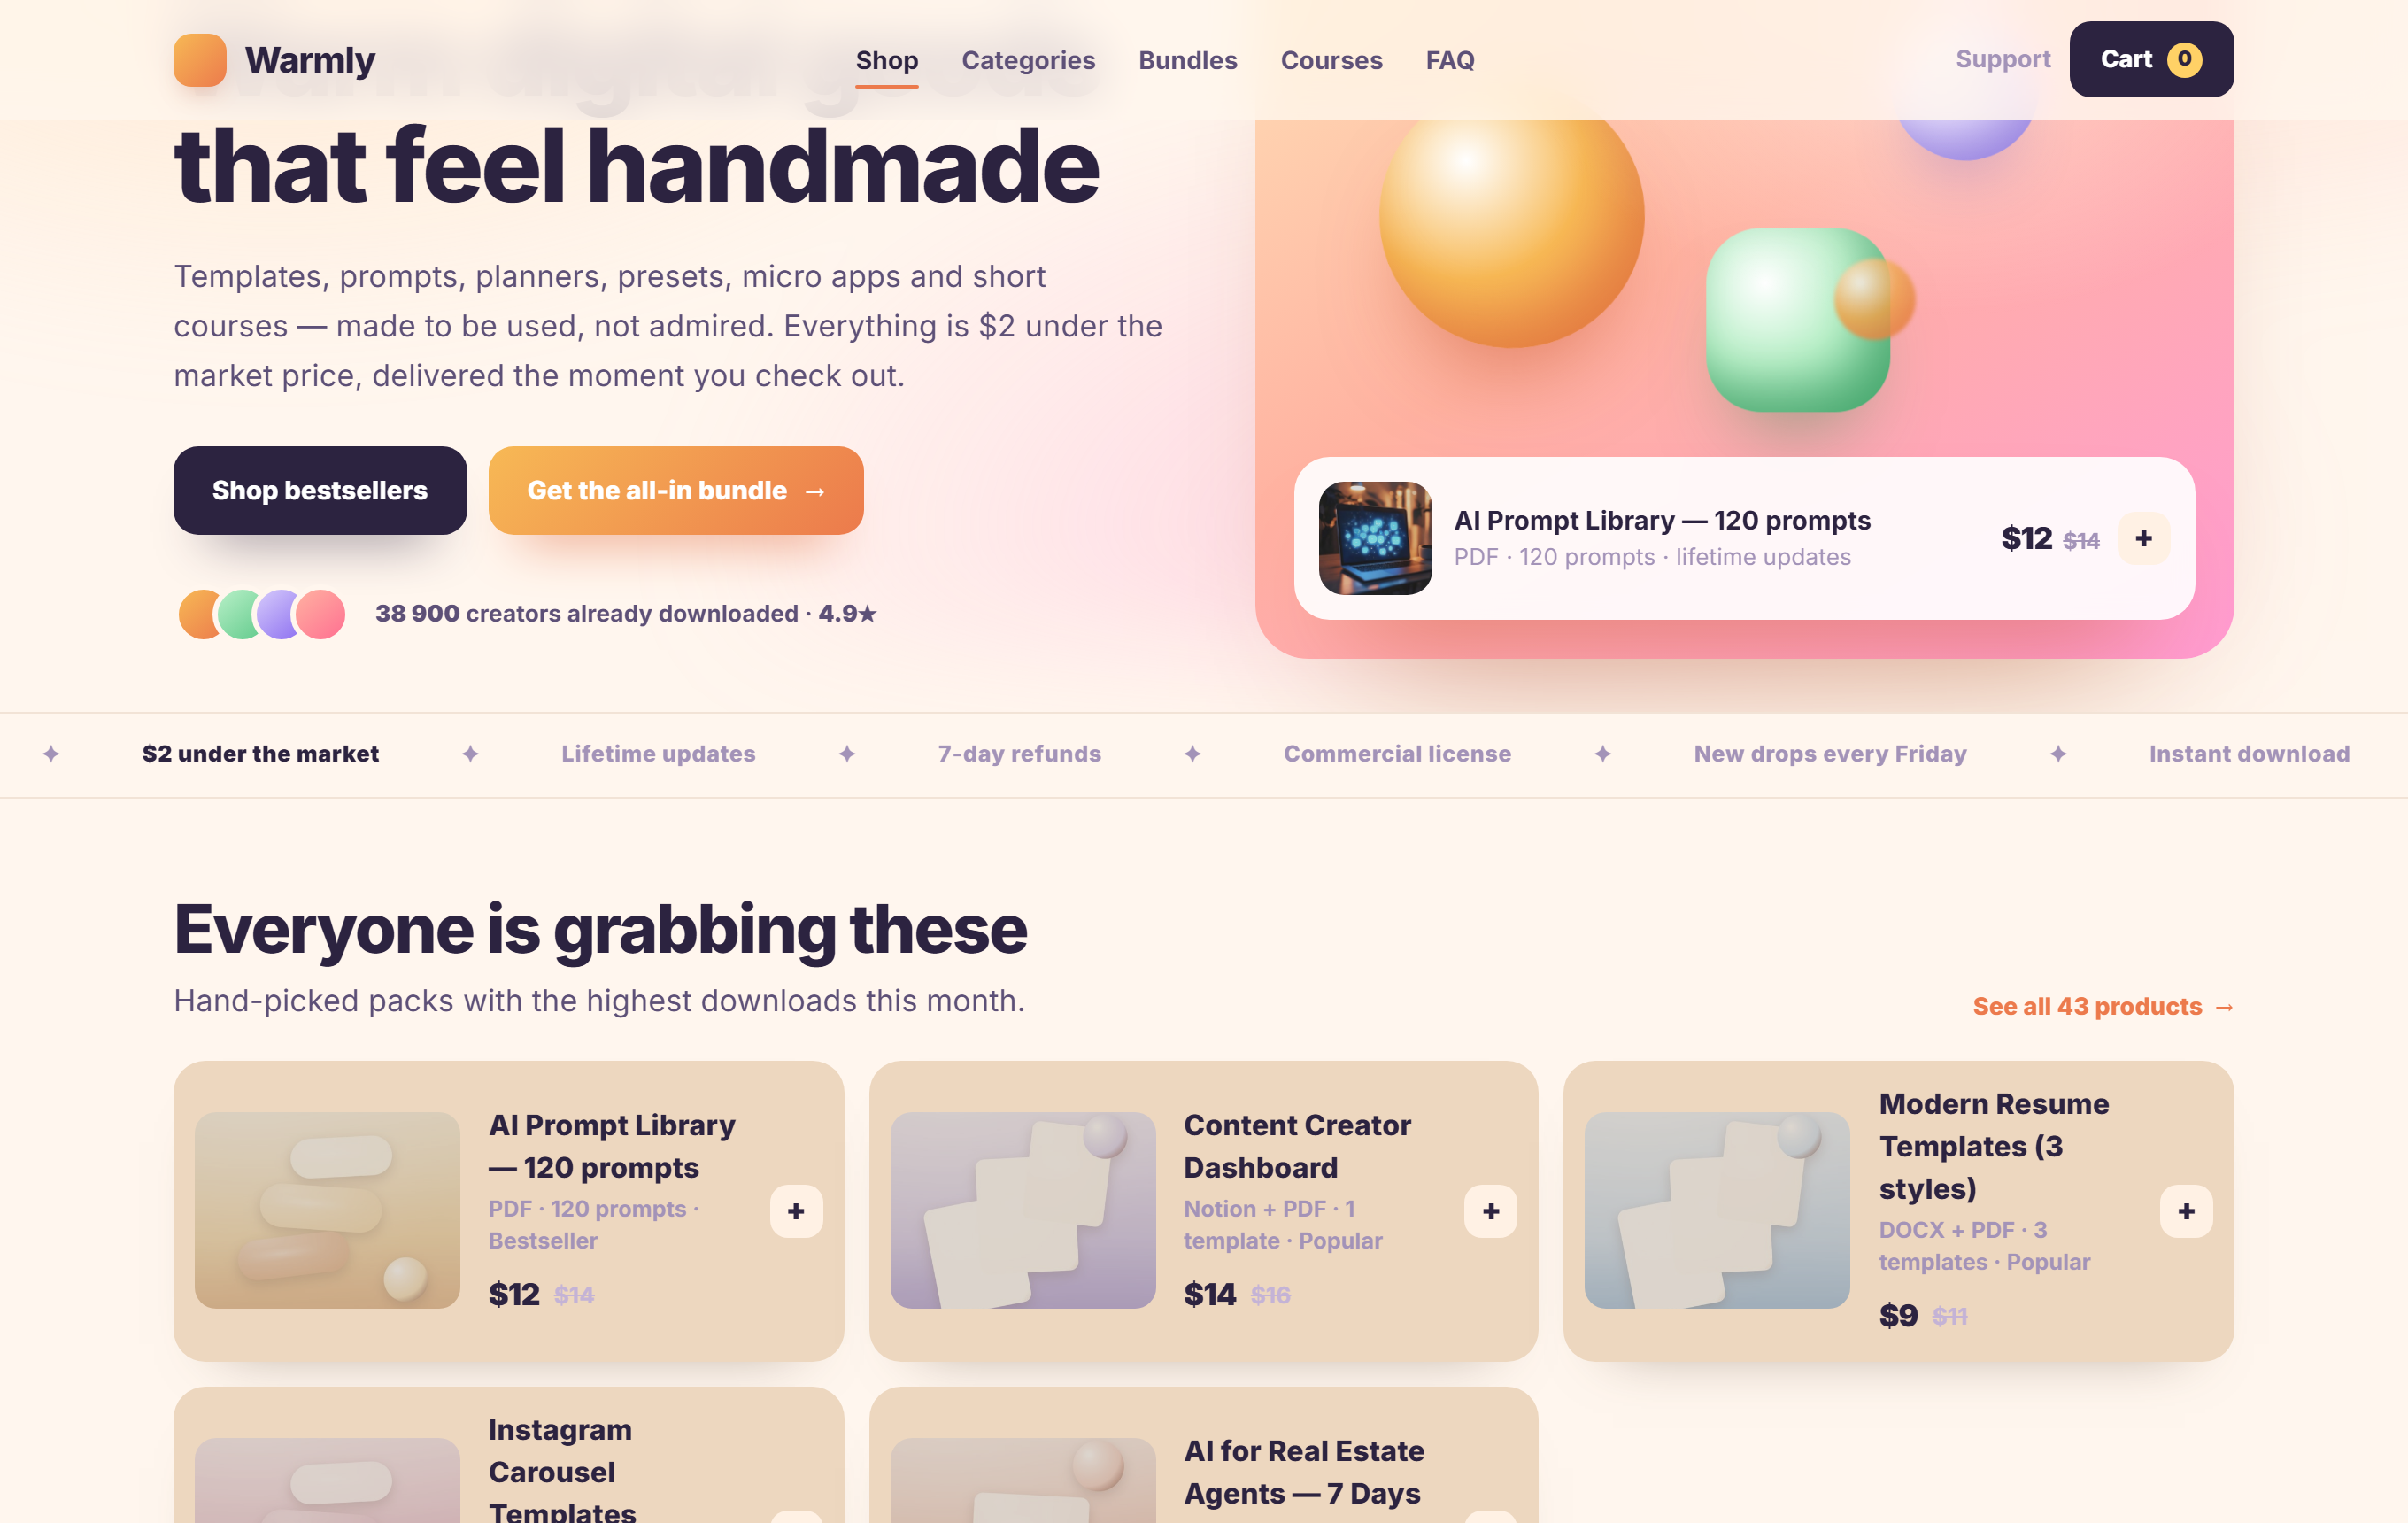 Warmly
Shop
Categories
Bundles
Courses
FAQ
Support
Cart 0
that feel handmade
Templates, prompts, planners, presets, micro apps and short
courses — made to be used, not admired. Everything is $2 under the
market price, delivered the moment you check out.
Shop bestsellers
Get the all-in bundle →
38 900 creators already downloaded · 4.9★
AI Prompt Library — 120 prompts
PDF · 120 prompts · lifetime updates
$12 $14
+
✦ $2 under the market ✦ Lifetime updates ✦ 7-day refunds ✦ Commercial license ✦ New drops every Friday ✦ Instant download
Everyone is grabbing these
Hand-picked packs with the highest downloads this month.
See all 43 products →
AI Prompt Library
— 120 prompts
PDF · 120 prompts ·
Bestseller
$12 $14
+
Content Creator
Dashboard
Notion + PDF · 1
template · Popular
$14 $16
+
Modern Resume
Templates (3
styles)
DOCX + PDF · 3
templates · Popular
$9 $11
+
Instagram
Carousel
Templates
AI for Real Estate
Agents — 7 Days